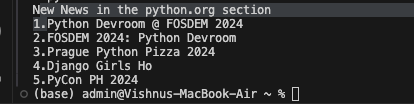 New News in the python.org section
1.Python Devroom @ FOSDEM 2024
2.FOSDEM 2024: Python Devroom
3.Prague Python Pizza 2024
4.Django Girls Ho
5.PyCon PH 2024
(base) admin@Vishnus-MacBook-Air ~ %